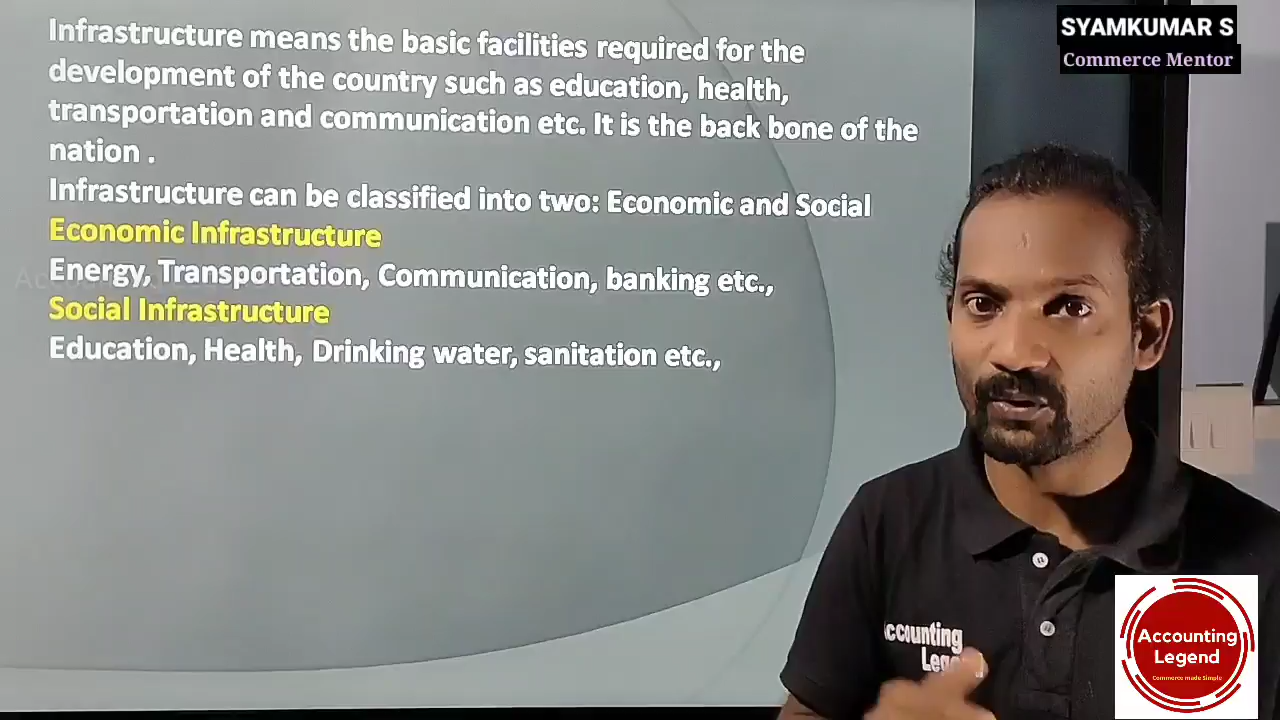 Infrastructure means the basic facilities required for the
development of the country such as education, health,
transportation and communication etc. It is the back bone of the
nation .
Infrastructure can be classified into two: Economic and Social
Economic Infrastructure
Energy, Transportation, Communication, banking etc.,
Social Infrastructure
Education, Health, Drinking water, sanitation etc.,
SYAMKUMAR S
Commerce Mentor
Accounting
Legend
Commerce made Simple